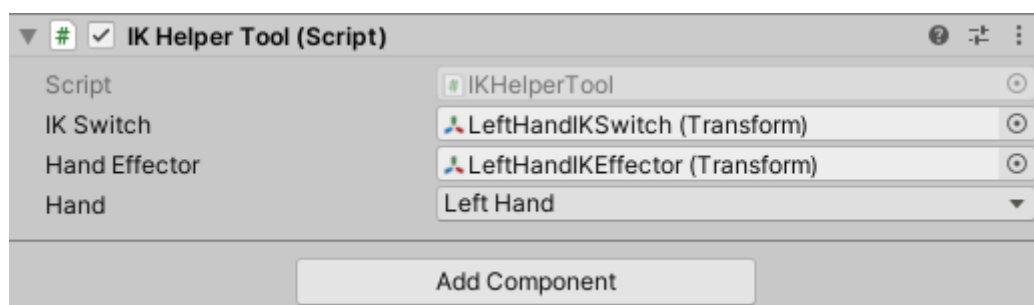 IK Helper Tool (Script)
Script IKHelperTool
IK Switch LeftHandIKSwitch (Transform)
Hand Effector LeftHandIKEffector (Transform)
Hand Left Hand
Add Component